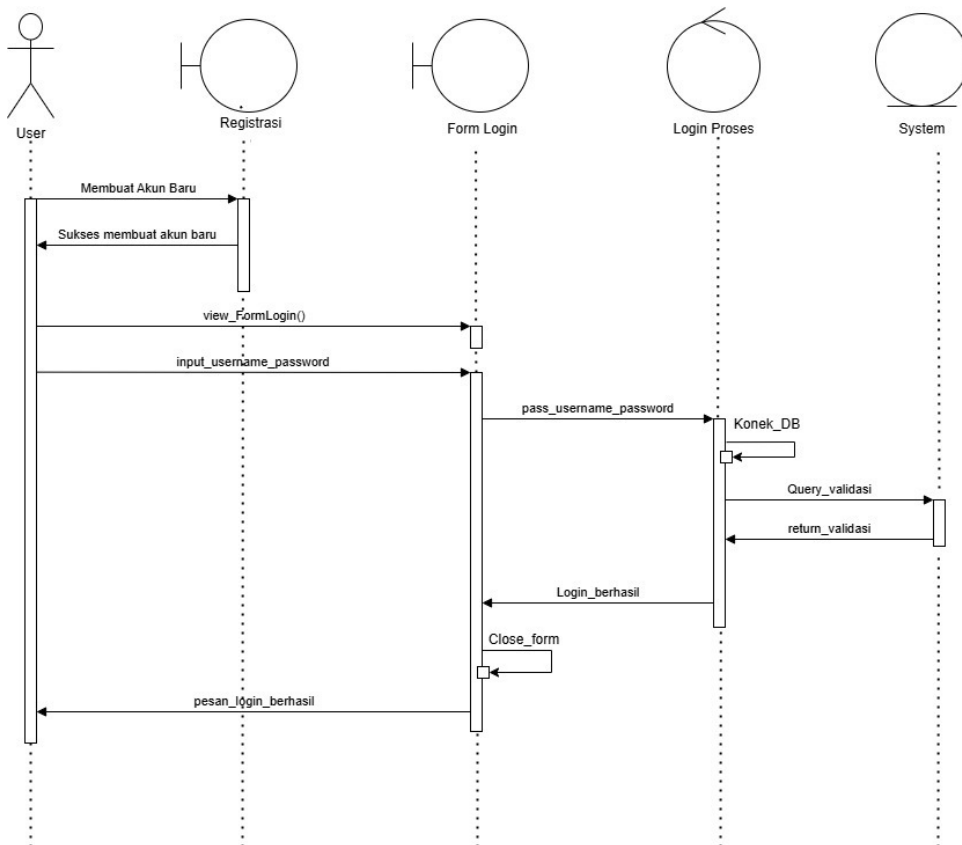 User
Registrasi
Form Login
Login Proses
System
Membuat Akun Baru
Sukses membuat akun baru
view_FormLogin()
input_username_password
pass_username_password
Konek_DB
Query_validasi
return_validasi
Login_berhasil
Close_form
pesan_login_berhasil